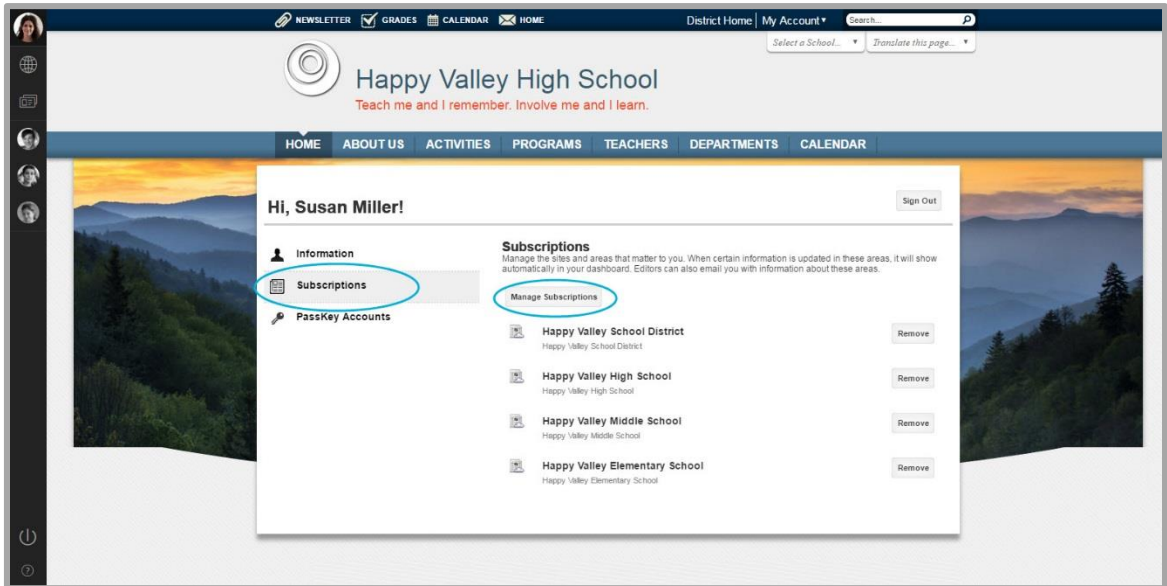 NEWSLETTER GRADES CALENDAR HOME District Home My Account Search...
Select a School... Translate this page...
Happy Valley High School
Teach me and I remember. Involve me and I learn.
HOME ABOUT US ACTIVITIES PROGRAMS TEACHERS DEPARTMENTS CALENDAR
Hi, Susan Miller!
Sign Out
Information
Subscriptions
PassKey Accounts
Subscriptions
Manage the sites and areas that matter to you. When certain information is updated in these areas, it will show
automatically in your dashboard. Editors can also email you with information about these areas.
Manage Subscriptions
Happy Valley School District
Happy Valley School District
Remove
Happy Valley High School
Happy Valley High School
Remove
Happy Valley Middle School
Happy Valley Middle School
Remove
Happy Valley Elementary School
Happy Valley Elementary School
Remove
?